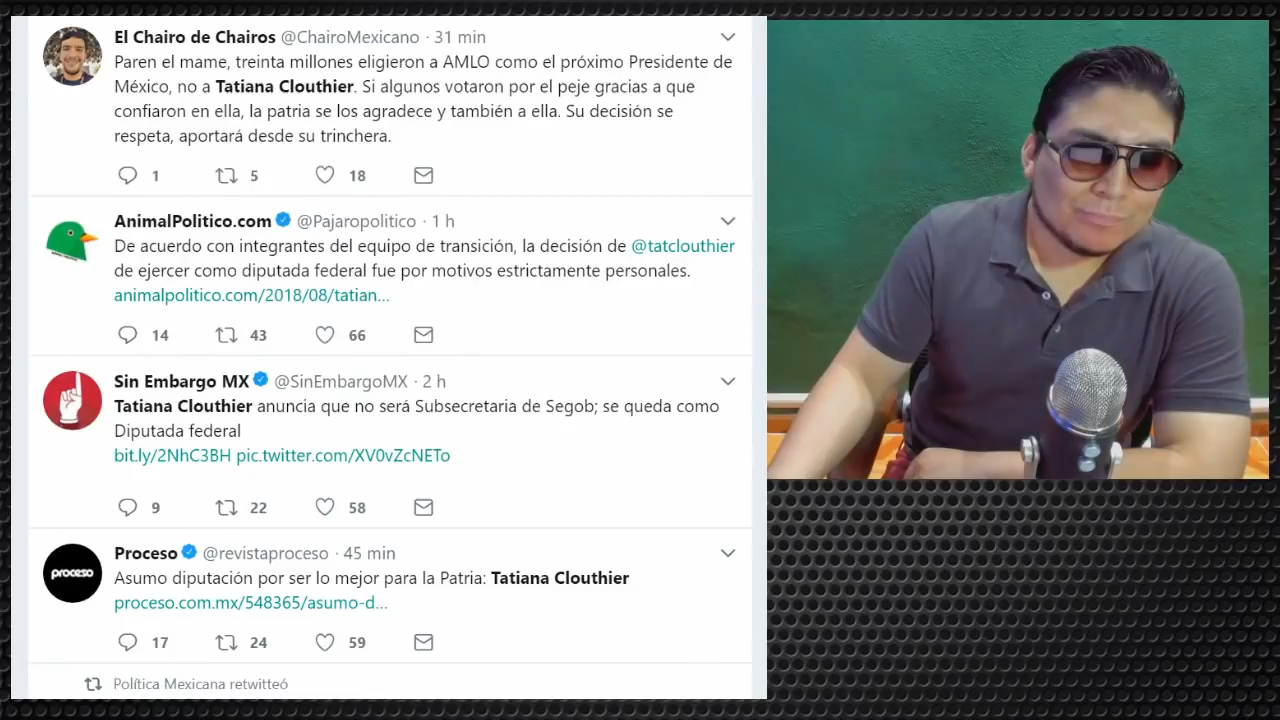 El Chairo de Chairos @ChairoMexicano · 31 min
Paren el mame, treinta millones eligieron a AMLO como el próximo Presidente de
México, no a Tatiana Clouthier. Si algunos votaron por el peje gracias a que
confiaron en ella, la patria se los agradece y también a ella. Su decisión se
respeta, aportará desde su trinchera.
1 5 18
AnimalPolitico.com @Pajaropolitico · 1 h
De acuerdo con integrantes del equipo de transición, la decisión de @tatclouthier
de ejercer como diputada federal fue por motivos estrictamente personales.
animalpolitico.com/2018/08/tatian...
14 43 66
Sin Embargo MX @SinEmbargoMX · 2 h
Tatiana Clouthier anuncia que no será Subsecretaria de Segob; se queda como
Diputada federal
bit.ly/2NhC3BH pic.twitter.com/XV0vZcNETo
9 22 58
proceso
Proceso @revistaproceso · 45 min
Asumo diputación por ser lo mejor para la Patria: Tatiana Clouthier
proceso.com.mx/548365/asumo-d...
17 24 59
Política Mexicana retwitteó